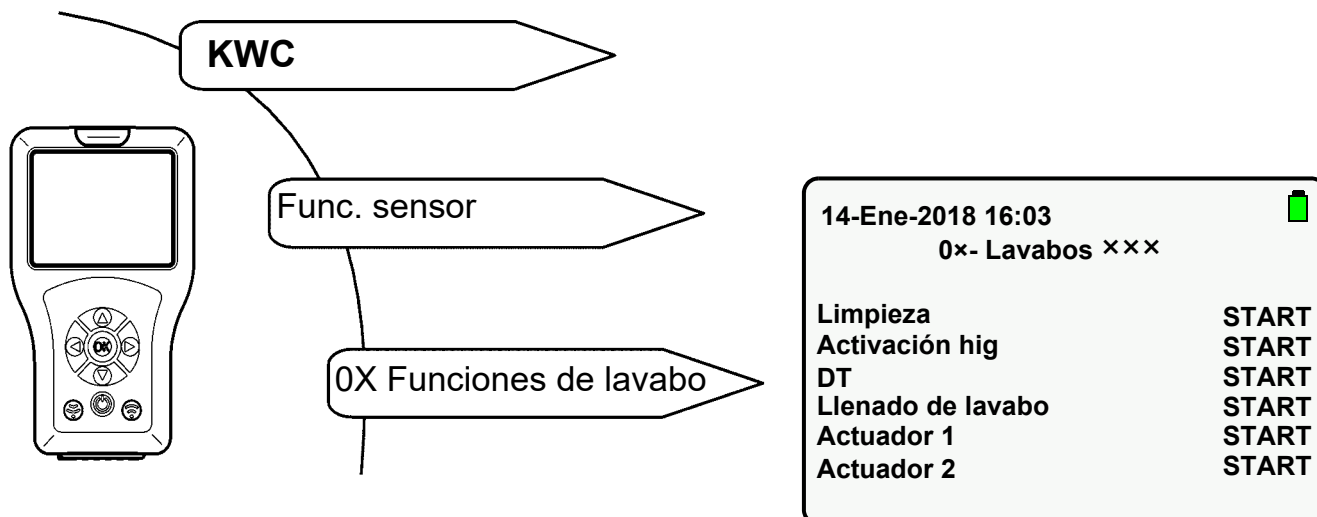 KWC
Func. sensor
0X Funciones de lavabo
OK
14-Ene-2018 16:03
0×- Lavabos ×××
Limpieza START
Activación hig START
DT START
Llenado de lavabo START
Actuador 1 START
Actuador 2 START